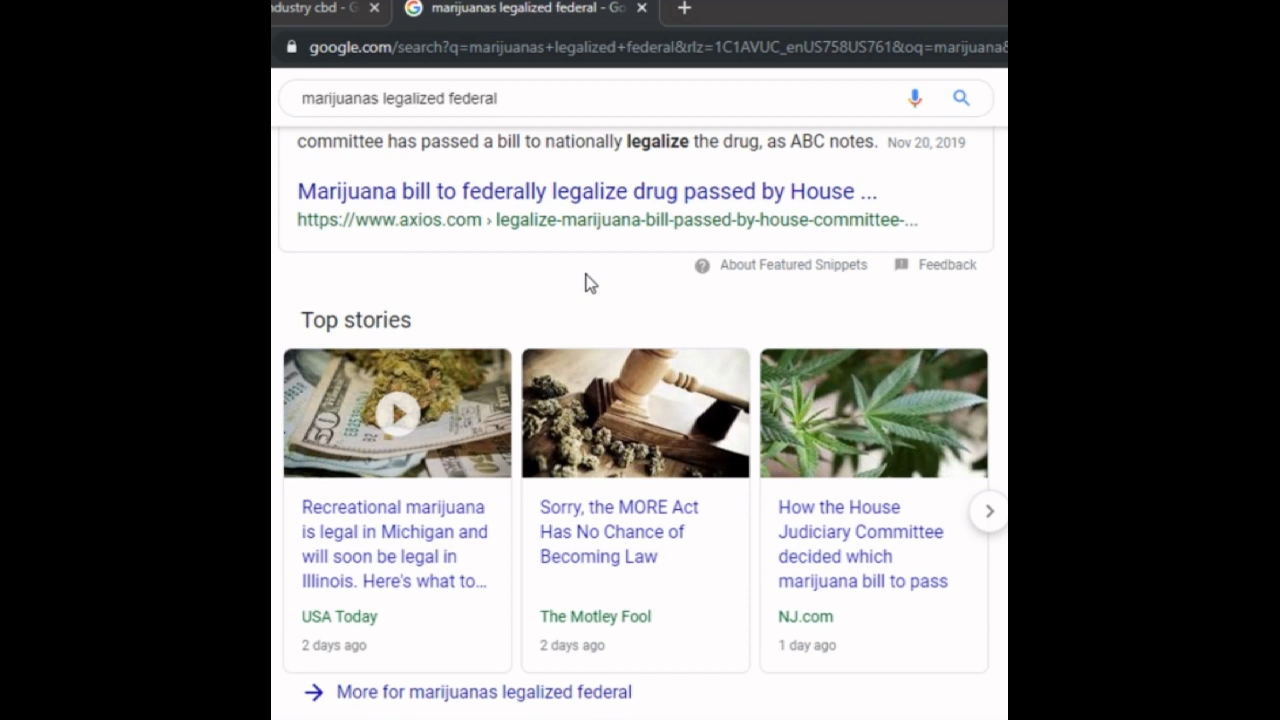 ndustry cbd - G
marijuanas legalized federal - Go
google.com/search?q=marijuanas+legalized+federal&rlz=1C1AVUC_enUS758US761&oq=marijuana&
marijuanas legalized federal
committee has passed a bill to nationally legalize the drug, as ABC notes. Nov 20, 2019
Marijuana bill to federally legalize drug passed by House ...
https://www.axios.com › legalize-marijuana-bill-passed-by-house-committee-...
About Featured Snippets
Feedback
Top stories
50
Recreational marijuana
is legal in Michigan and
will soon be legal in
Illinois. Here's what to...
USA Today
2 days ago
Sorry, the MORE Act
Has No Chance of
Becoming Law
The Motley Fool
2 days ago
How the House
Judiciary Committee
decided which
marijuana bill to pass
NJ.com
1 day ago
More for marijuanas legalized federal